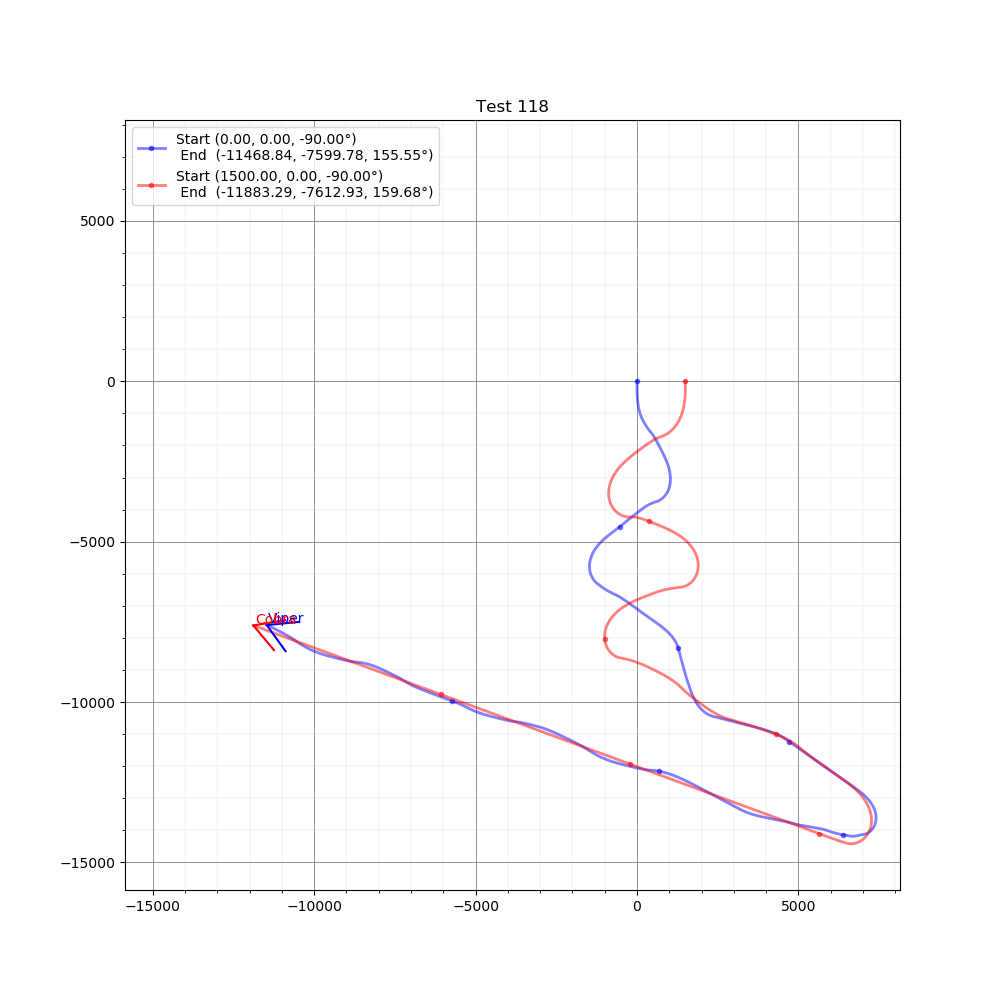 Test 118
Start (0.00, 0.00, -90.00°)
End  (-11468.84, -7599.78, 155.55°)
Start (1500.00, 0.00, -90.00°)
End  (-11883.29, -7612.93, 159.68°)
5000
0
−5000
−10000
−15000
Viper
−15000
−10000
−5000
0
5000